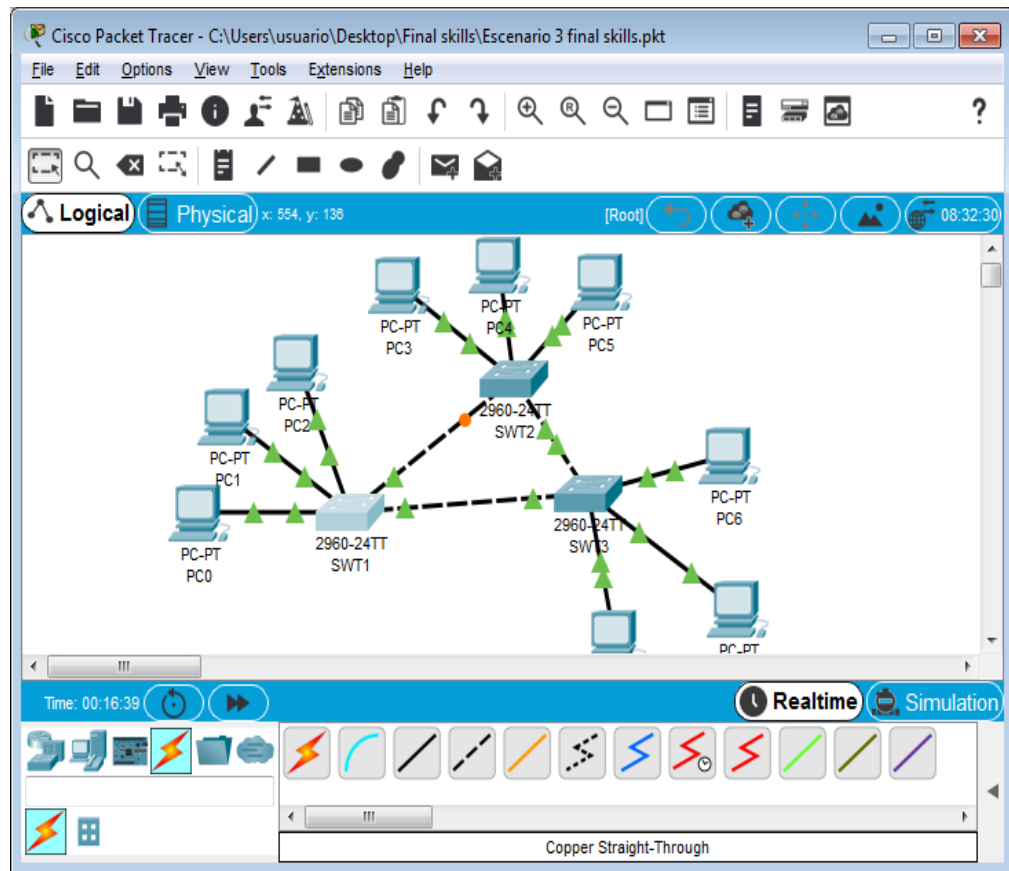 Cisco Packet Tracer - C:\Users\usuario\Desktop\Final skills\Escenario 3 final skills.pkt
File Edit Options View Tools Extensions Help
Logical Physical x: 554, y: 136 [Root] 08:32:30
PC-PT
PC4
PC-PT
PC3
PC-PT
PC5
2960-24TT
SWT2
PC-PT
PC2
PC-PT
PC1
PC-PT
PC0
2960-24TT
SWT1
2960-24TT
SWT3
PC-PT
PC6
PC-PT
Time: 00:16:39 Realtime Simulation
Copper Straight-Through